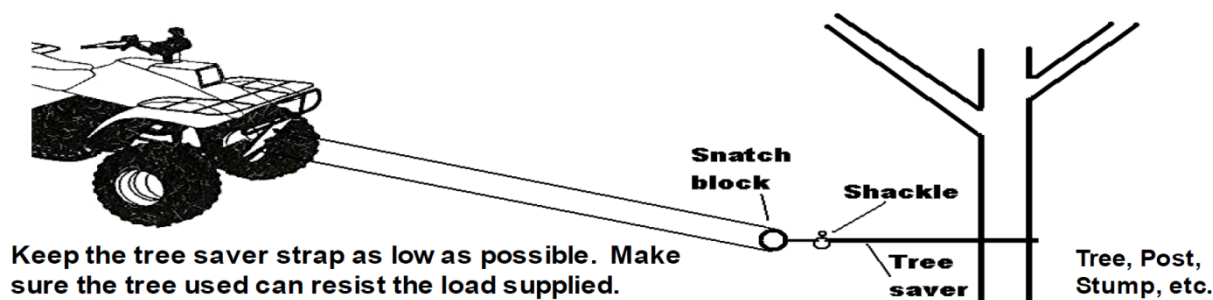 Snatch
block
Shackle
Tree
saver
Tree, Post,
Stump, etc.
Keep the tree saver strap as low as possible.  Make
sure the tree used can resist the load supplied.